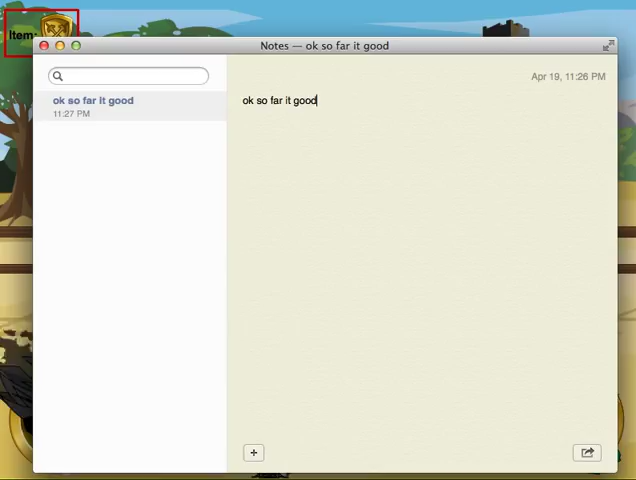 Item:
Notes — ok so far it good
Apr 19, 11:26 PM
ok so far it good
11:27 PM
ok so far it good